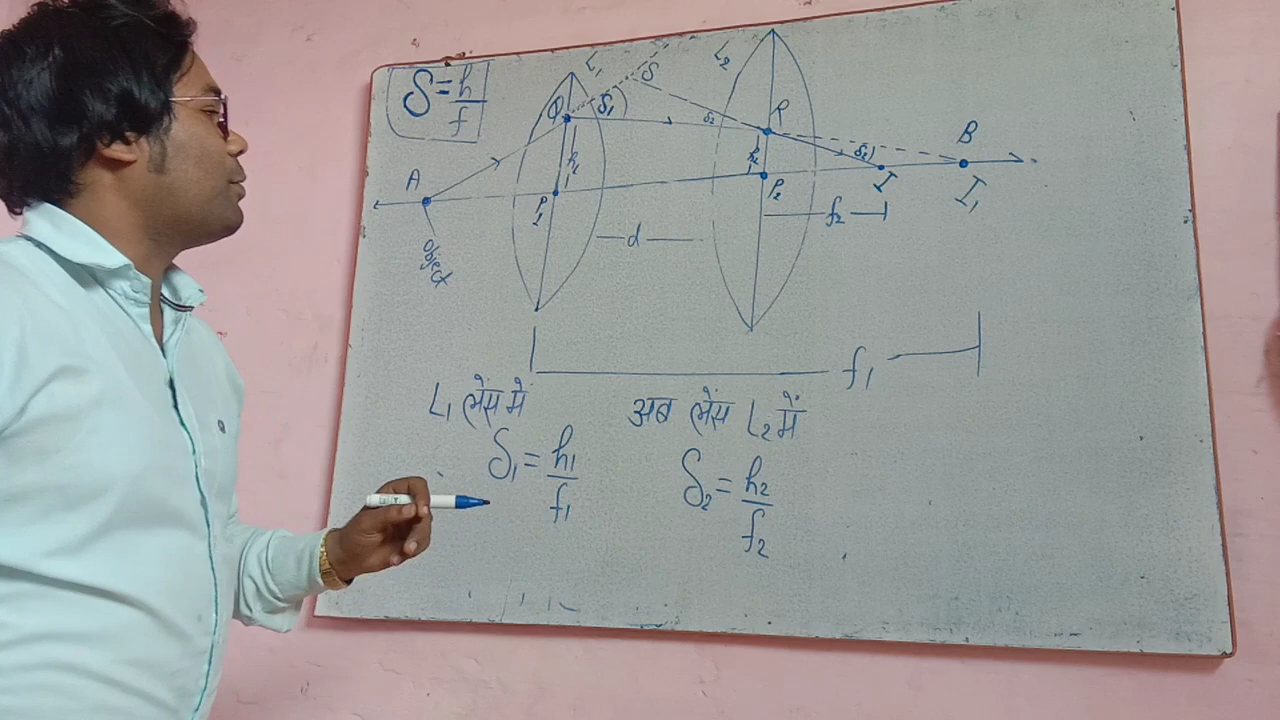 δ = h/f
L₁
L₂
S
Q
δ₁
δ₂
R
B
A
h₁
h₂
δ₂
P₁
P₂
I
I₁
f₂
d
object
f₁
L₁ लेंस में
अब लेंस L₂ में
δ₁ = h₁/f₁
δ₂ = h₂/f₂